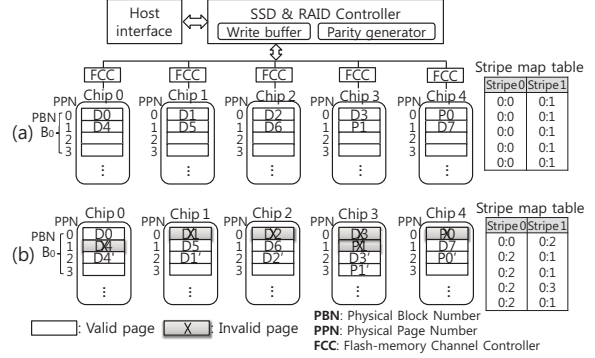 Host interface
SSD & RAID Controller
Write buffer
Parity generator
FCC FCC FCC FCC FCC
Stripe map table
PPN Chip 0 Chip 1 Chip 2 Chip 3 Chip 4
Stripe0 Stripe1
(a)
PBN B0
0 D0 0 D1 0 D2 0 D3 0 P0
1 D4 1 D5 1 D6 1 P1 1 D7
2 2 2 2 2
3 3 3 3 3
0:0 0:1
0:0 0:1
0:0 0:1
0:0 0:1
0:0 0:1
Stripe map table
PPN Chip 0 PPN Chip 1 PPN Chip 2 PPN Chip 3 PPN Chip 4
Stripe0 Stripe1
(b)
PBN B0
0 D0 0 D1 0 D2 0 D3 0 P0
1 D4 1 D5 1 D6 1 P1 1 D7
2 D4' 2 D1' 2 D2' 2 D3' 2 P0'
3 3 3 3 P1' 3
0:0 0:2
0:2 0:1
0:2 0:1
0:2 0:3
0:2 0:1
: Valid page X : Invalid page
PBN: Physical Block Number
PPN: Physical Page Number
FCC: Flash-memory Channel Controller